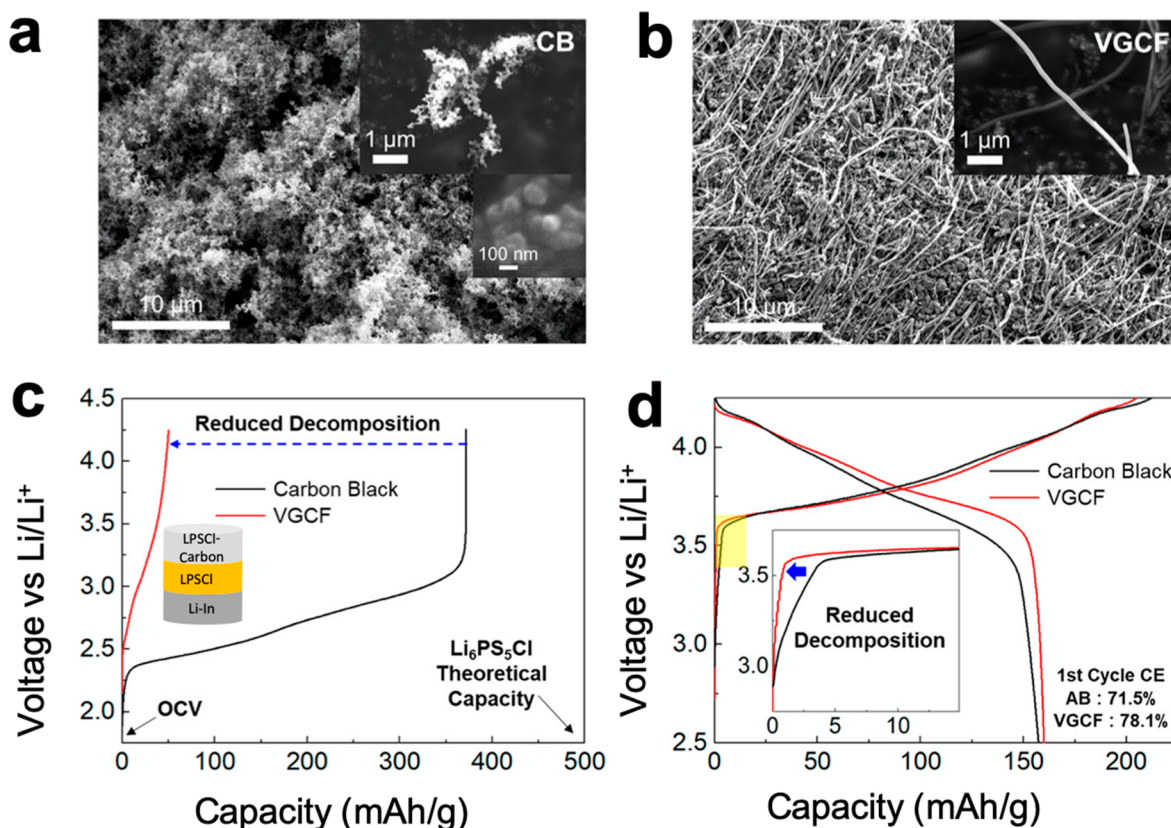 a
CB
1 μm
100 nm
10 μm
b
VGCF
1 μm
10 μm
c
Voltage vs Li/Li⁺
4.5
4.0
3.5
3.0
2.5
2.0
Reduced Decomposition
Carbon Black
VGCF
LPSCl-
Carbon
LPSCl
Li-In
OCV
Li₆PS₅Cl
Theoretical
Capacity
0 100 200 300 400 500
Capacity (mAh/g)
d
Voltage vs Li/Li⁺
4.0
3.5
3.0
2.5
Carbon Black
VGCF
3.5
3.0
Reduced
Decomposition
0 5 10
1st Cycle CE
AB : 71.5%
VGCF : 78.1%
0 50 100 150 200
Capacity (mAh/g)